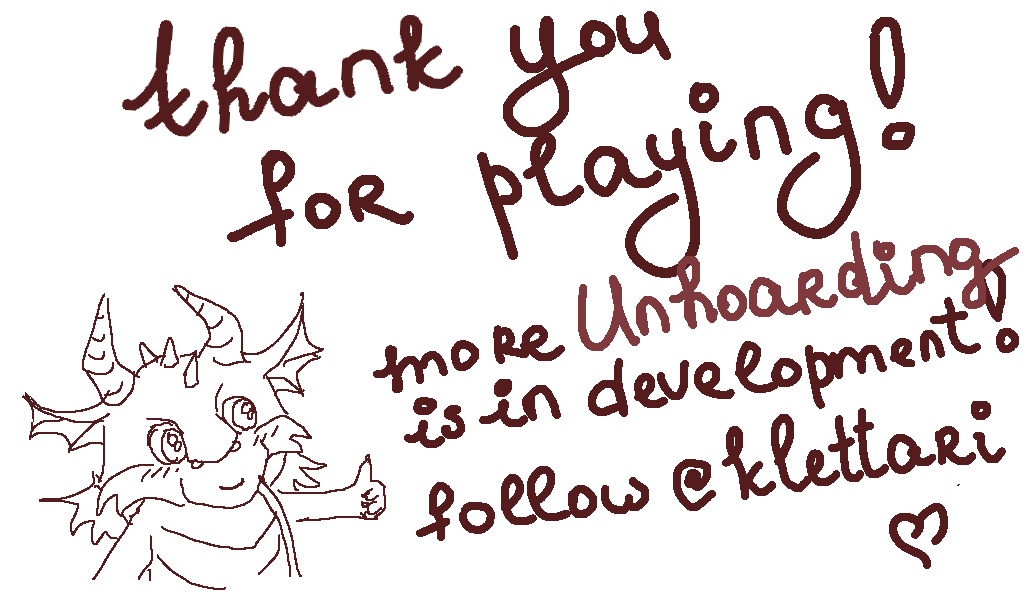 thank you
for playing!
more Unhoarding
is in development!
follow @klettari